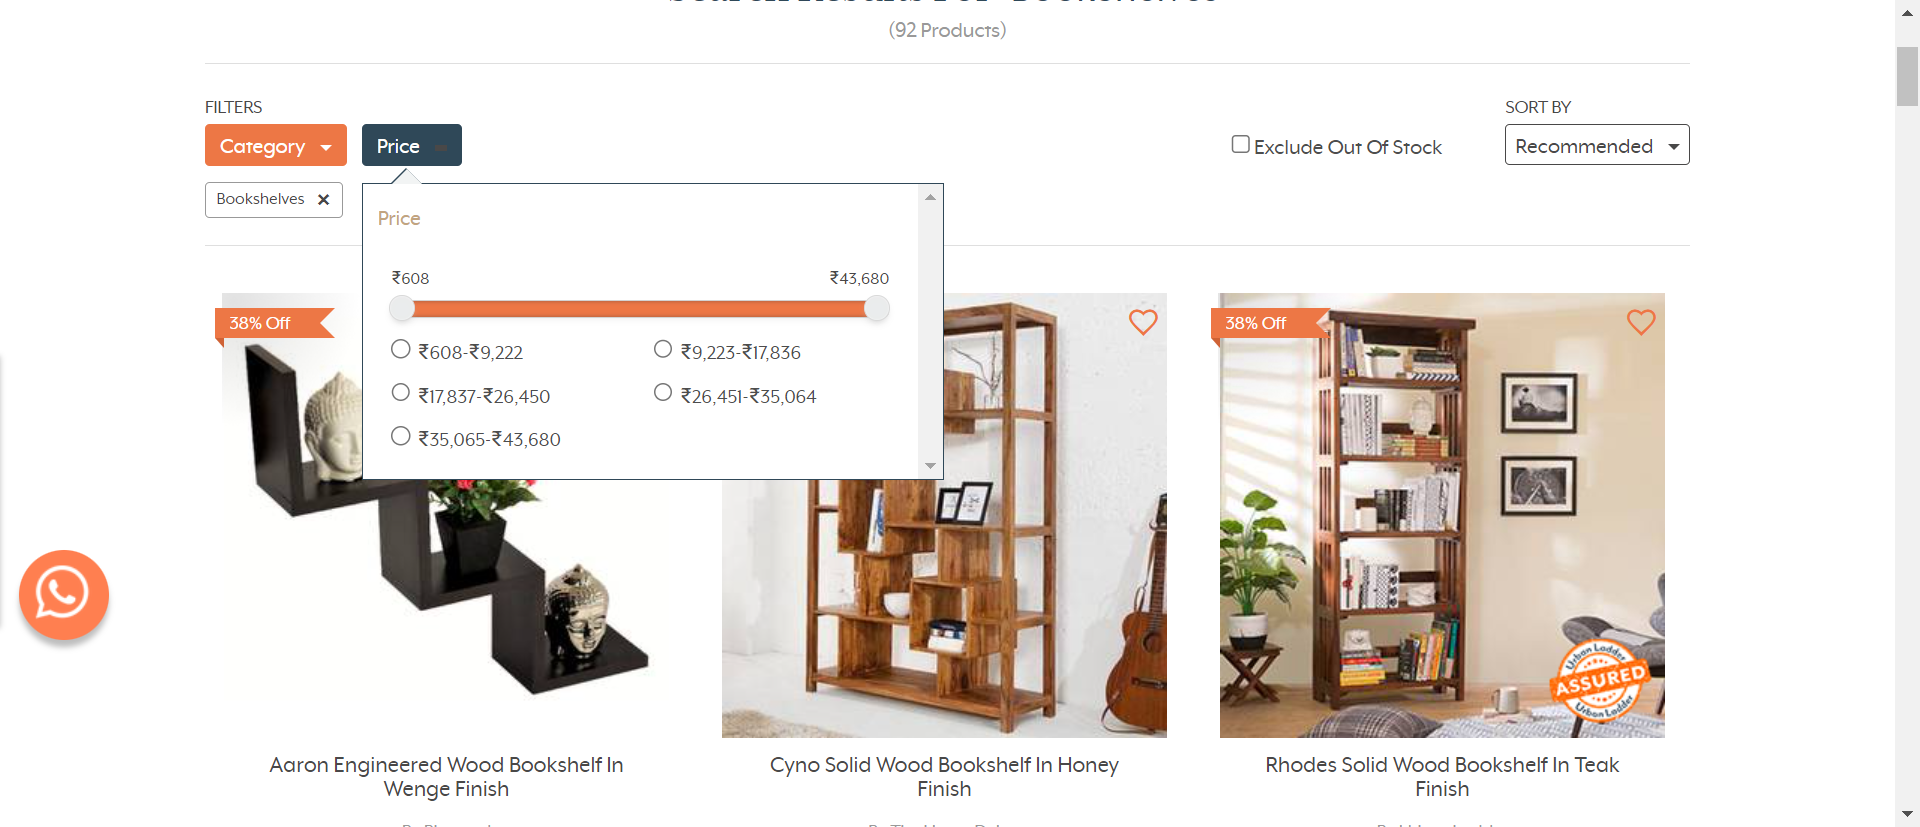 (92 Products)
FILTERS
SORT BY
Category
Price
Exclude Out Of Stock
Recommended
Bookshelves ✕
Price
₹608
₹43,680
₹608-₹9,222
₹9,223-₹17,836
₹17,837-₹26,450
₹26,451-₹35,064
₹35,065-₹43,680
38% Off
38% Off
Urban Ladder
ASSURED
Urban Ladder
Aaron Engineered Wood Bookshelf In
Wenge Finish
Cyno Solid Wood Bookshelf In Honey
Finish
Rhodes Solid Wood Bookshelf In Teak
Finish